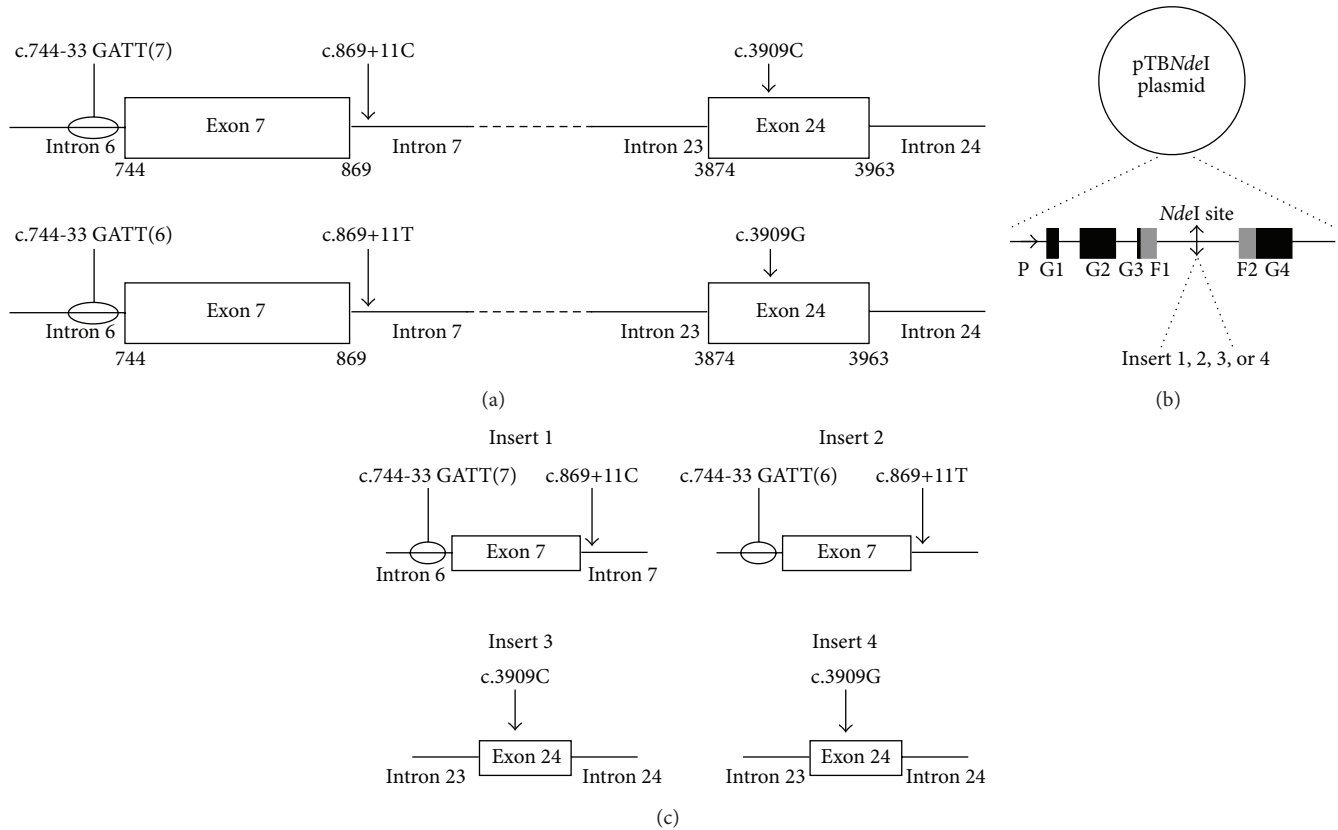 c.744-33 GATT(7)
c.869+11C
c.3909C
Exon 7
Exon 24
Intron 6
Intron 7
Intron 23
Intron 24
744
869
3874
3963
c.744-33 GATT(6)
c.869+11T
c.3909G
Exon 7
Exon 24
Intron 6
Intron 7
Intron 23
Intron 24
744
869
3874
3963
(a)
pTBNdeI
plasmid
NdeI site
P
G1
G2
G3
F1
F2
G4
Insert 1, 2, 3, or 4
(b)
Insert 1
c.744-33 GATT(7)
c.869+11C
Exon 7
Intron 6
Intron 7
Insert 2
c.744-33 GATT(6)
c.869+11T
Exon 7
Insert 3
c.3909C
Exon 24
Intron 23
Intron 24
Insert 4
c.3909G
Exon 24
Intron 23
Intron 24
(c)